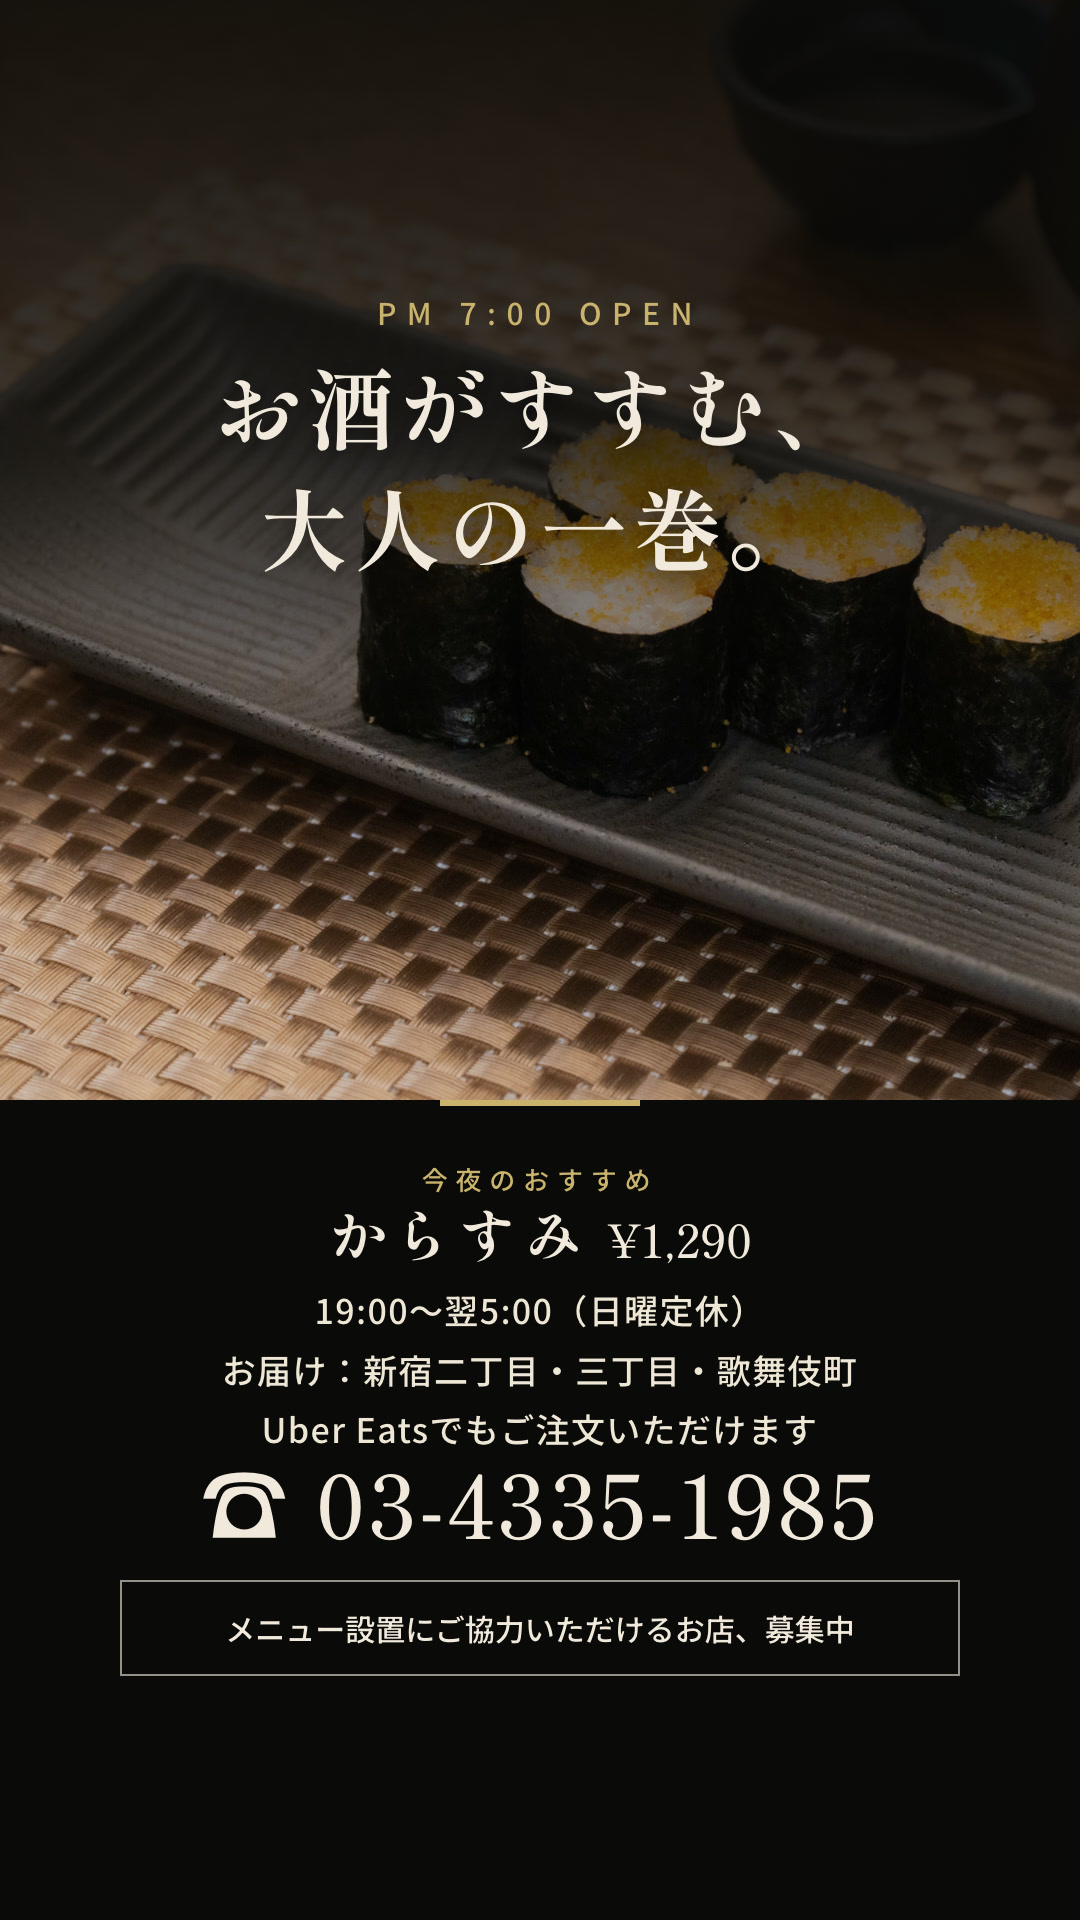 PM 7:00 OPEN
お酒がすすむ、
大人の一巻。
今夜のおすすめ
からすみ ¥1,290
19:00〜翌5:00（日曜定休）
お届け：新宿二丁目・三丁目・歌舞伎町
Uber Eatsでもご注文いただけます
☎ 03-4335-1985
メニュー設置にご協力いただけるお店、募集中